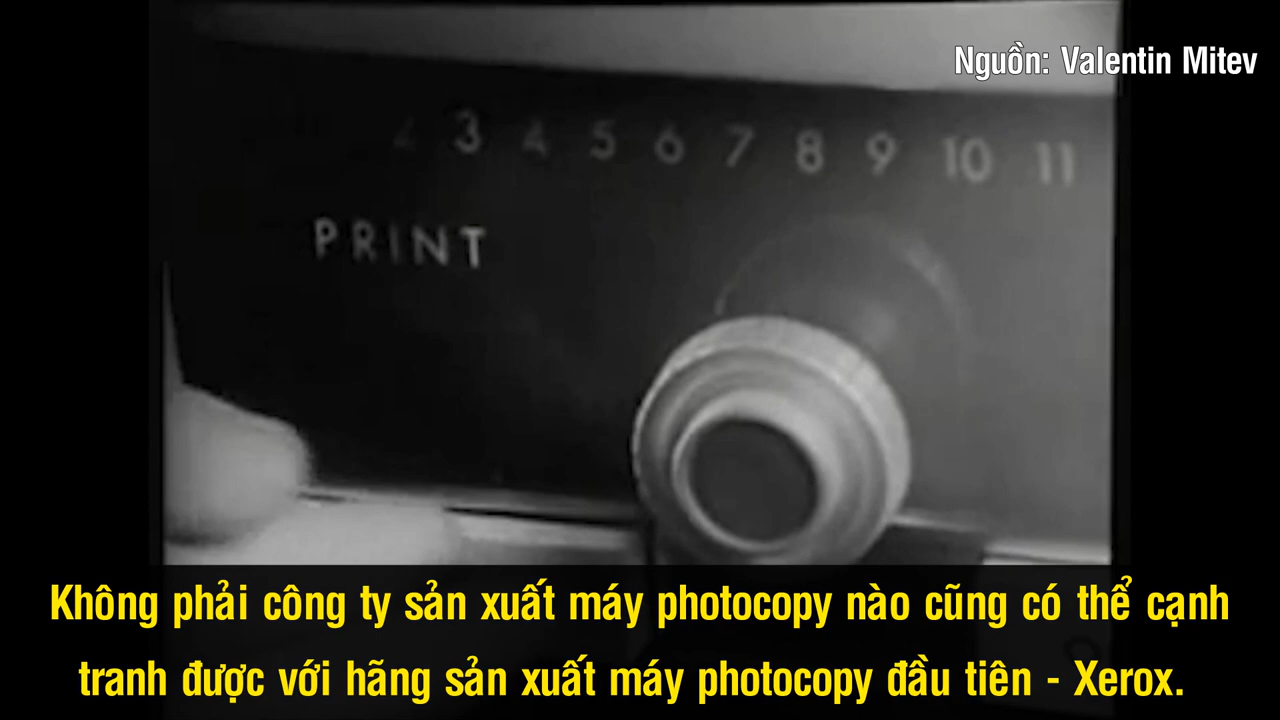 Nguồn: Valentin Mitev
3 4 5 6 7 8 9 10 11
PRINT
Không phải công ty sản xuất máy photocopy nào cũng có thể cạnh
tranh được với hãng sản xuất máy photocopy đầu tiên - Xerox.